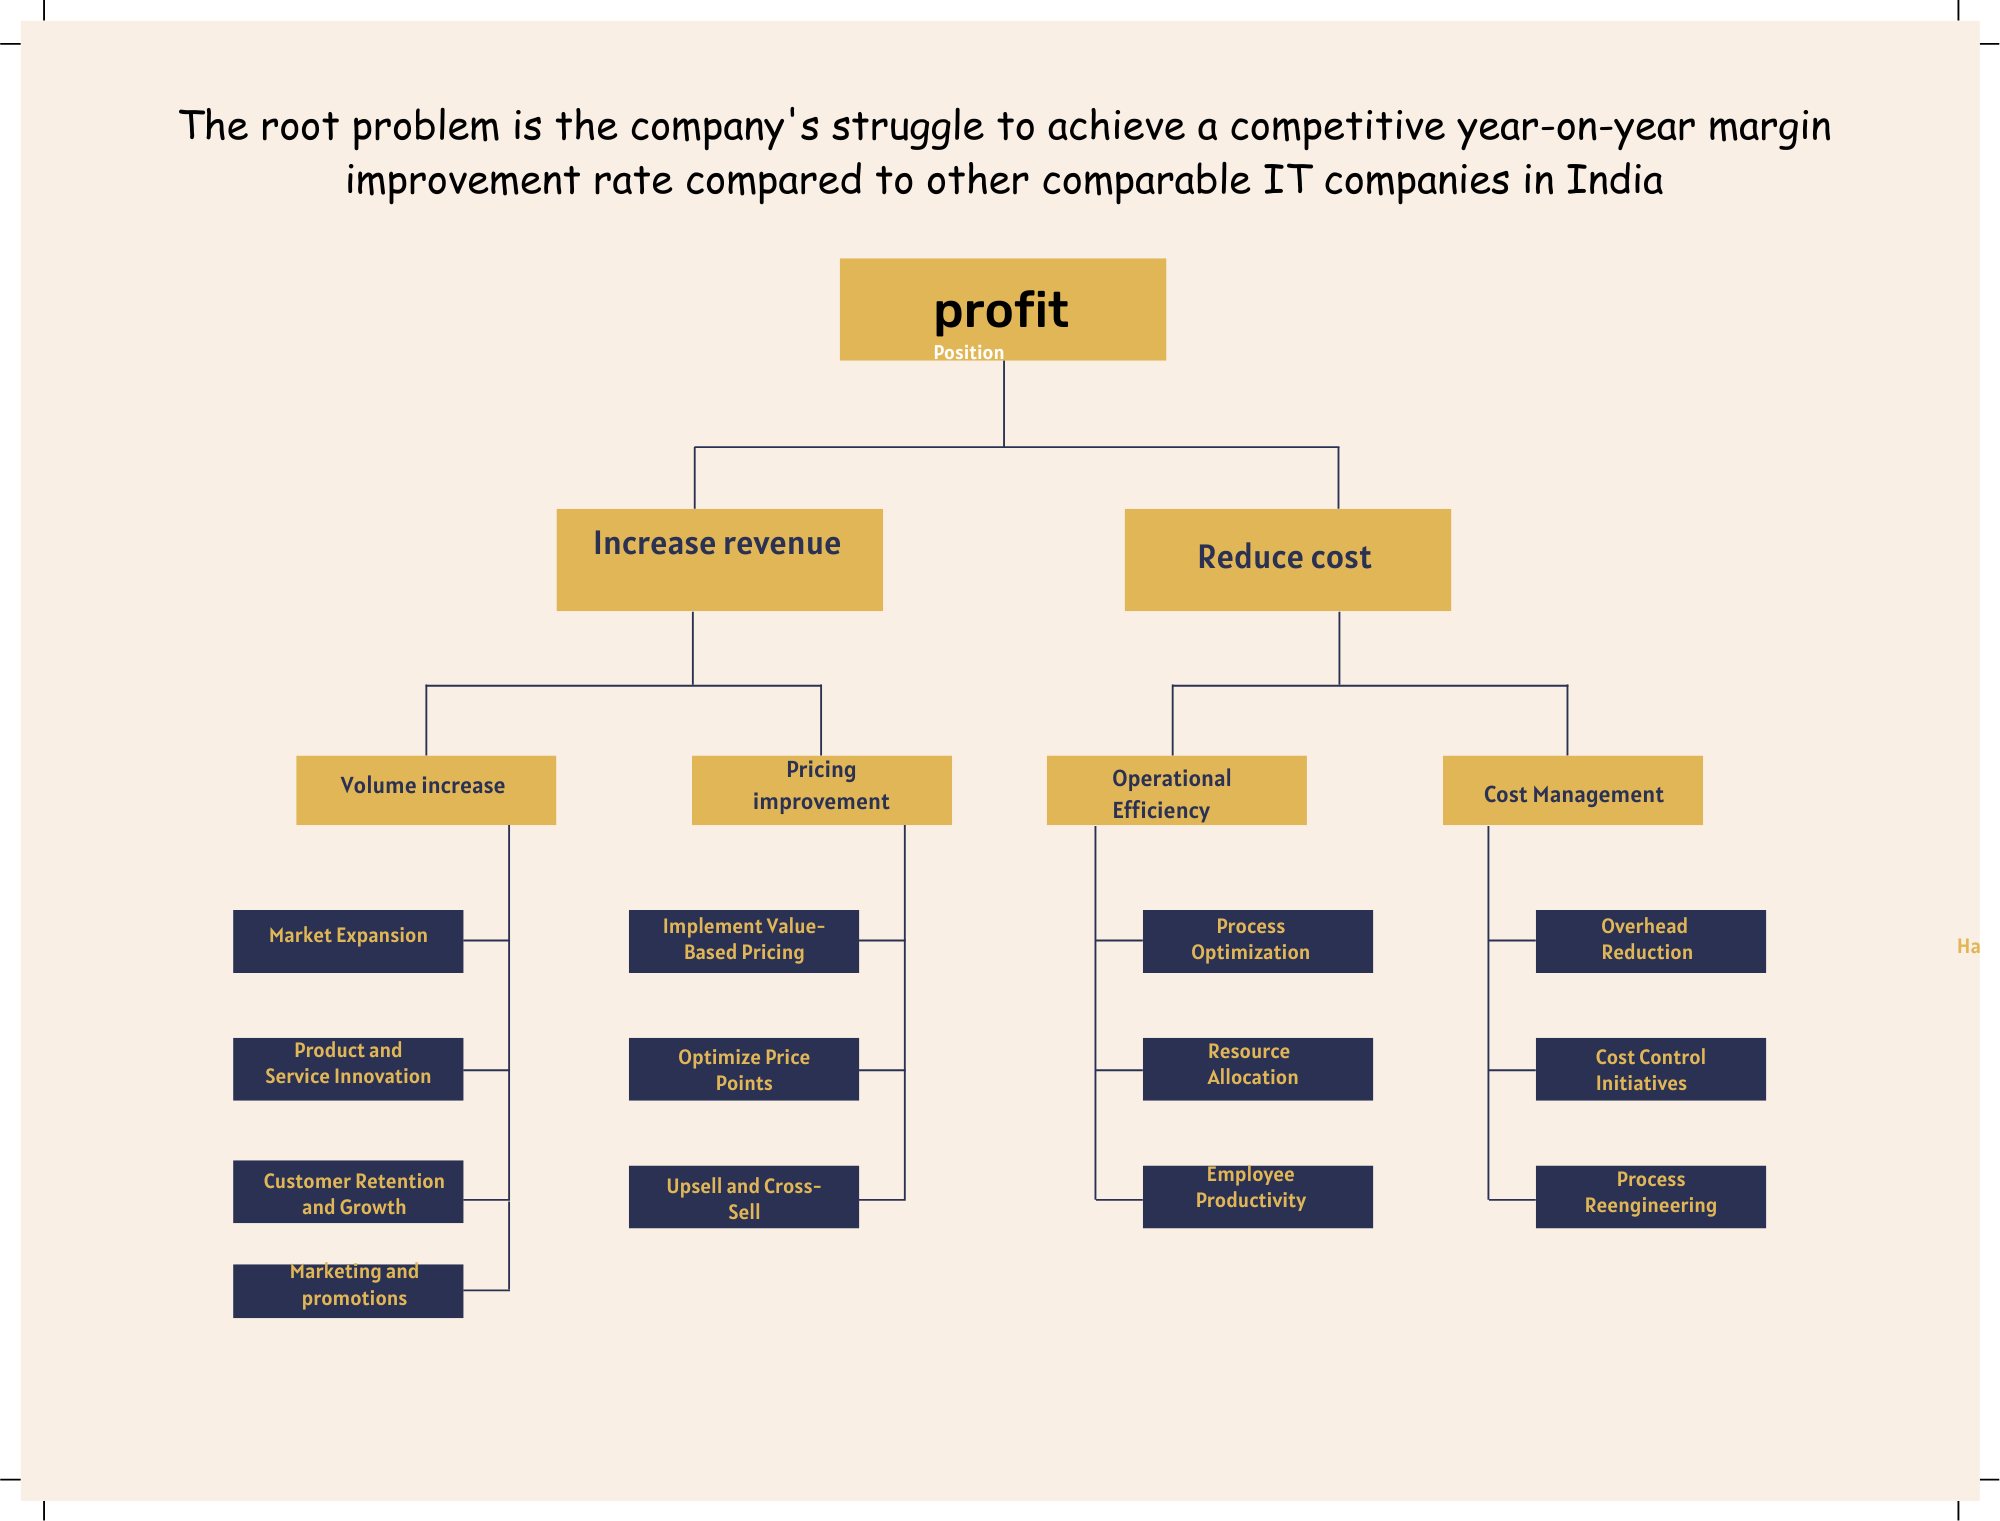 The root problem is the company's struggle to achieve a competitive year-on-year margin
improvement rate compared to other comparable IT companies in India
profit
Position
Increase revenue
Reduce cost
Volume increase
Pricing
improvement
Operational
Efficiency
Cost Management
Market Expansion
Implement Value-
Based Pricing
Process
Optimization
Overhead
Reduction
Ha
Product and
Service Innovation
Optimize Price
Points
Resource
Allocation
Cost Control
Initiatives
Customer Retention
and Growth
Upsell and Cross-
Sell
Employee
Productivity
Process
Reengineering
Marketing and
promotions